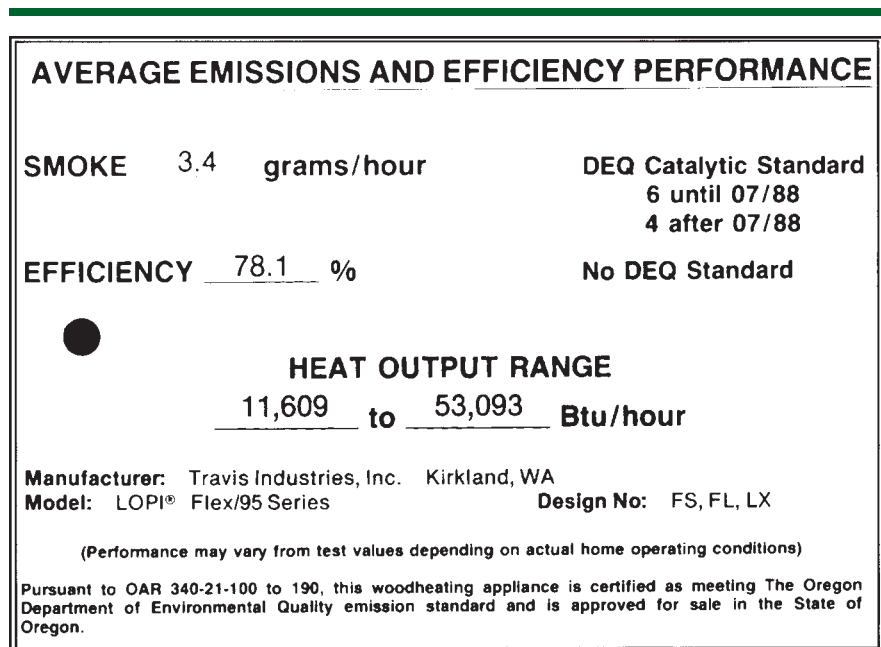 AVERAGE EMISSIONS AND EFFICIENCY PERFORMANCE
SMOKE 3.4 grams/hour DEQ Catalytic Standard
6 until 07/88
4 after 07/88
EFFICIENCY 78.1 % No DEQ Standard
HEAT OUTPUT RANGE
11,609 to 53,093 Btu/hour
Manufacturer: Travis Industries, Inc. Kirkland, WA
Model: LOPI® Flex/95 Series Design No: FS, FL, LX
(Performance may vary from test values depending on actual home operating conditions)
Pursuant to OAR 340-21-100 to 190, this woodheating appliance is certified as meeting The Oregon
Department of Environmental Quality emission standard and is approved for sale in the State of
Oregon.